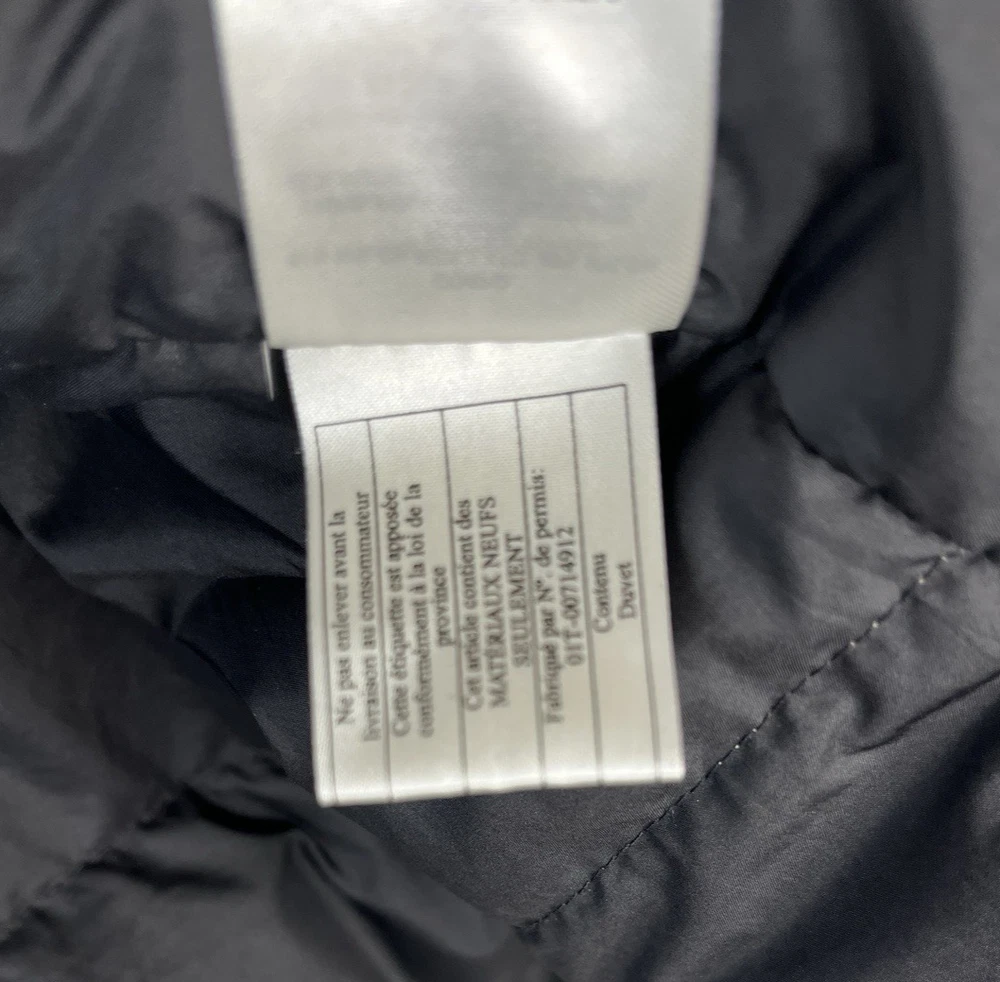 Ne pas enlever avant la
livraison au consommateur
Cette étiquette est apposée
conformément à la loi de la
province
Cet article contient des
MATÉRIAUX NEUFS
SEULEMENT
Fabriqué par N°. de permis:
01T-00714912
Contenu
Duvet